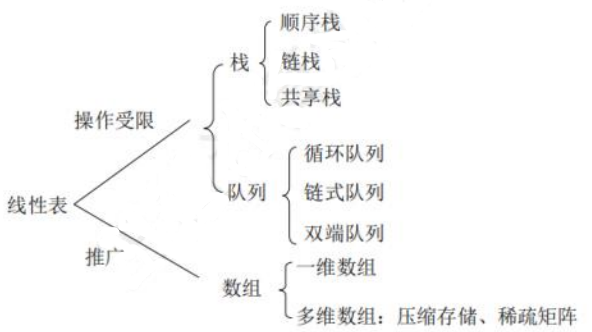 顺序栈
栈
链栈
共享栈
操作受限
循环队列
队列
链式队列
线性表
双端队列
推广
一维数组
数组
多维数组：压缩存储、稀疏矩阵